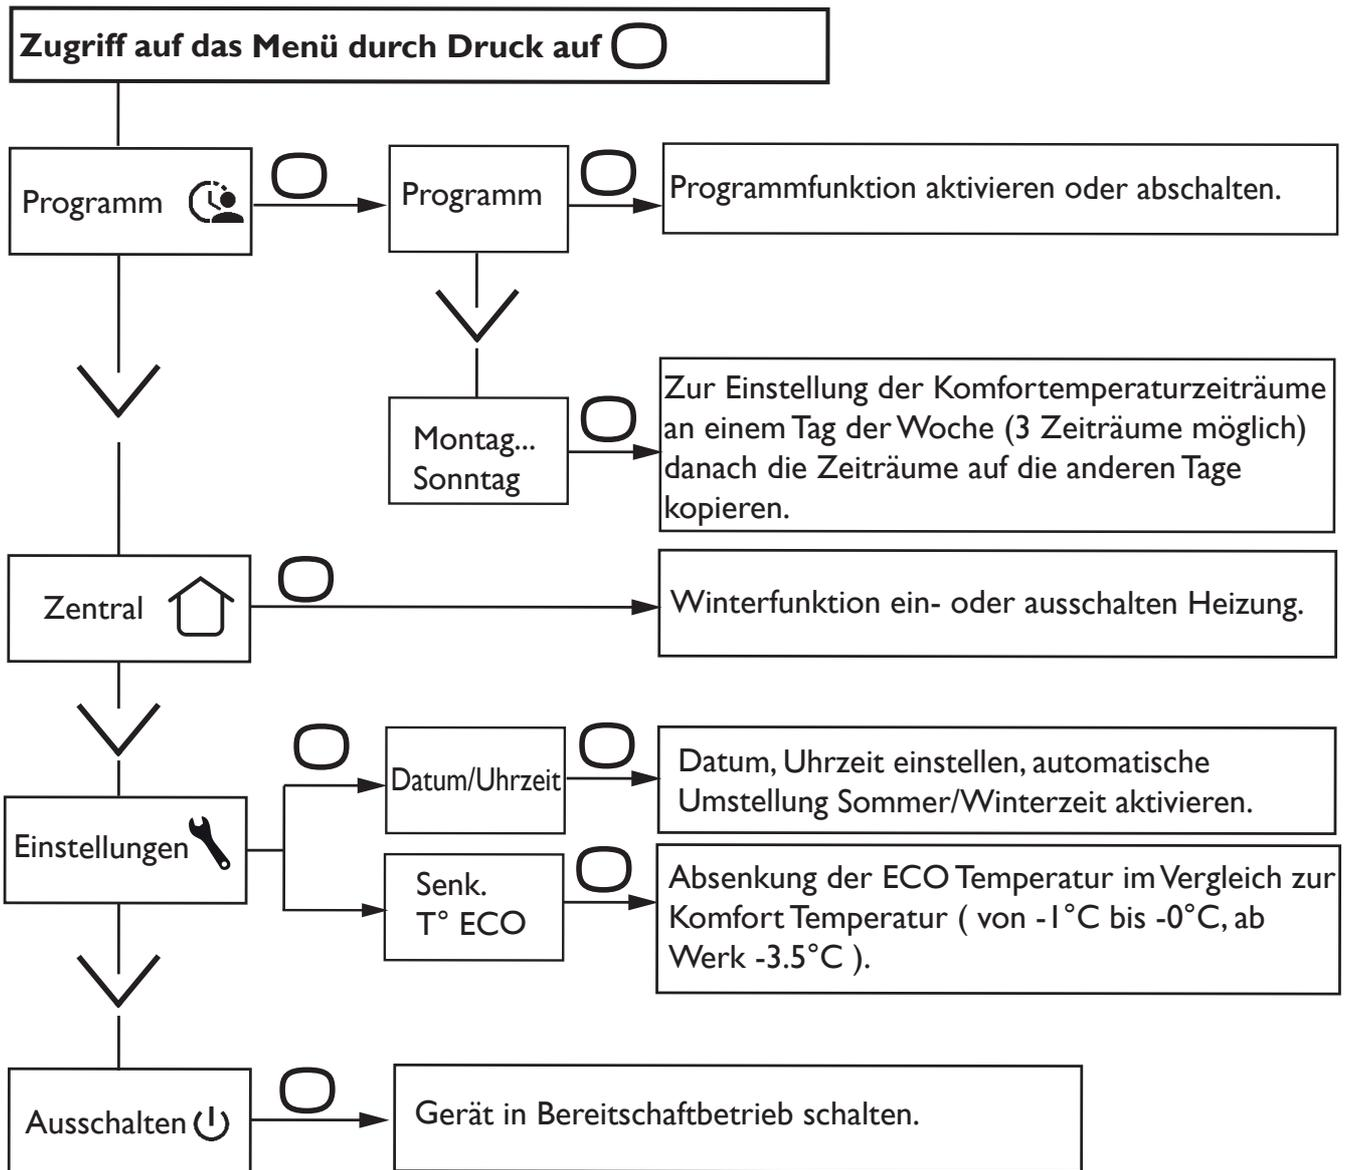 Zugriff auf das Menü durch Druck auf
Programm
Programm
Programmfunktion aktivieren oder abschalten.
Montag...
Sonntag
Zur Einstellung der Komfortemperaturzeiträume
an einem Tag der Woche (3 Zeiträume möglich)
danach die Zeiträume auf die anderen Tage
kopieren.
Zentral
Winterfunktion ein- oder ausschalten Heizung.
Einstellungen
Datum/Uhrzeit
Datum, Uhrzeit einstellen, automatische
Umstellung Sommer/Winterzeit aktivieren.
Senk.
T° ECO
Absenkung der ECO Temperatur im Vergleich zur
Komfort Temperatur ( von -1°C bis -0°C, ab
Werk -3.5°C ).
Ausschalten
Gerät in Bereitschaftbetrieb schalten.